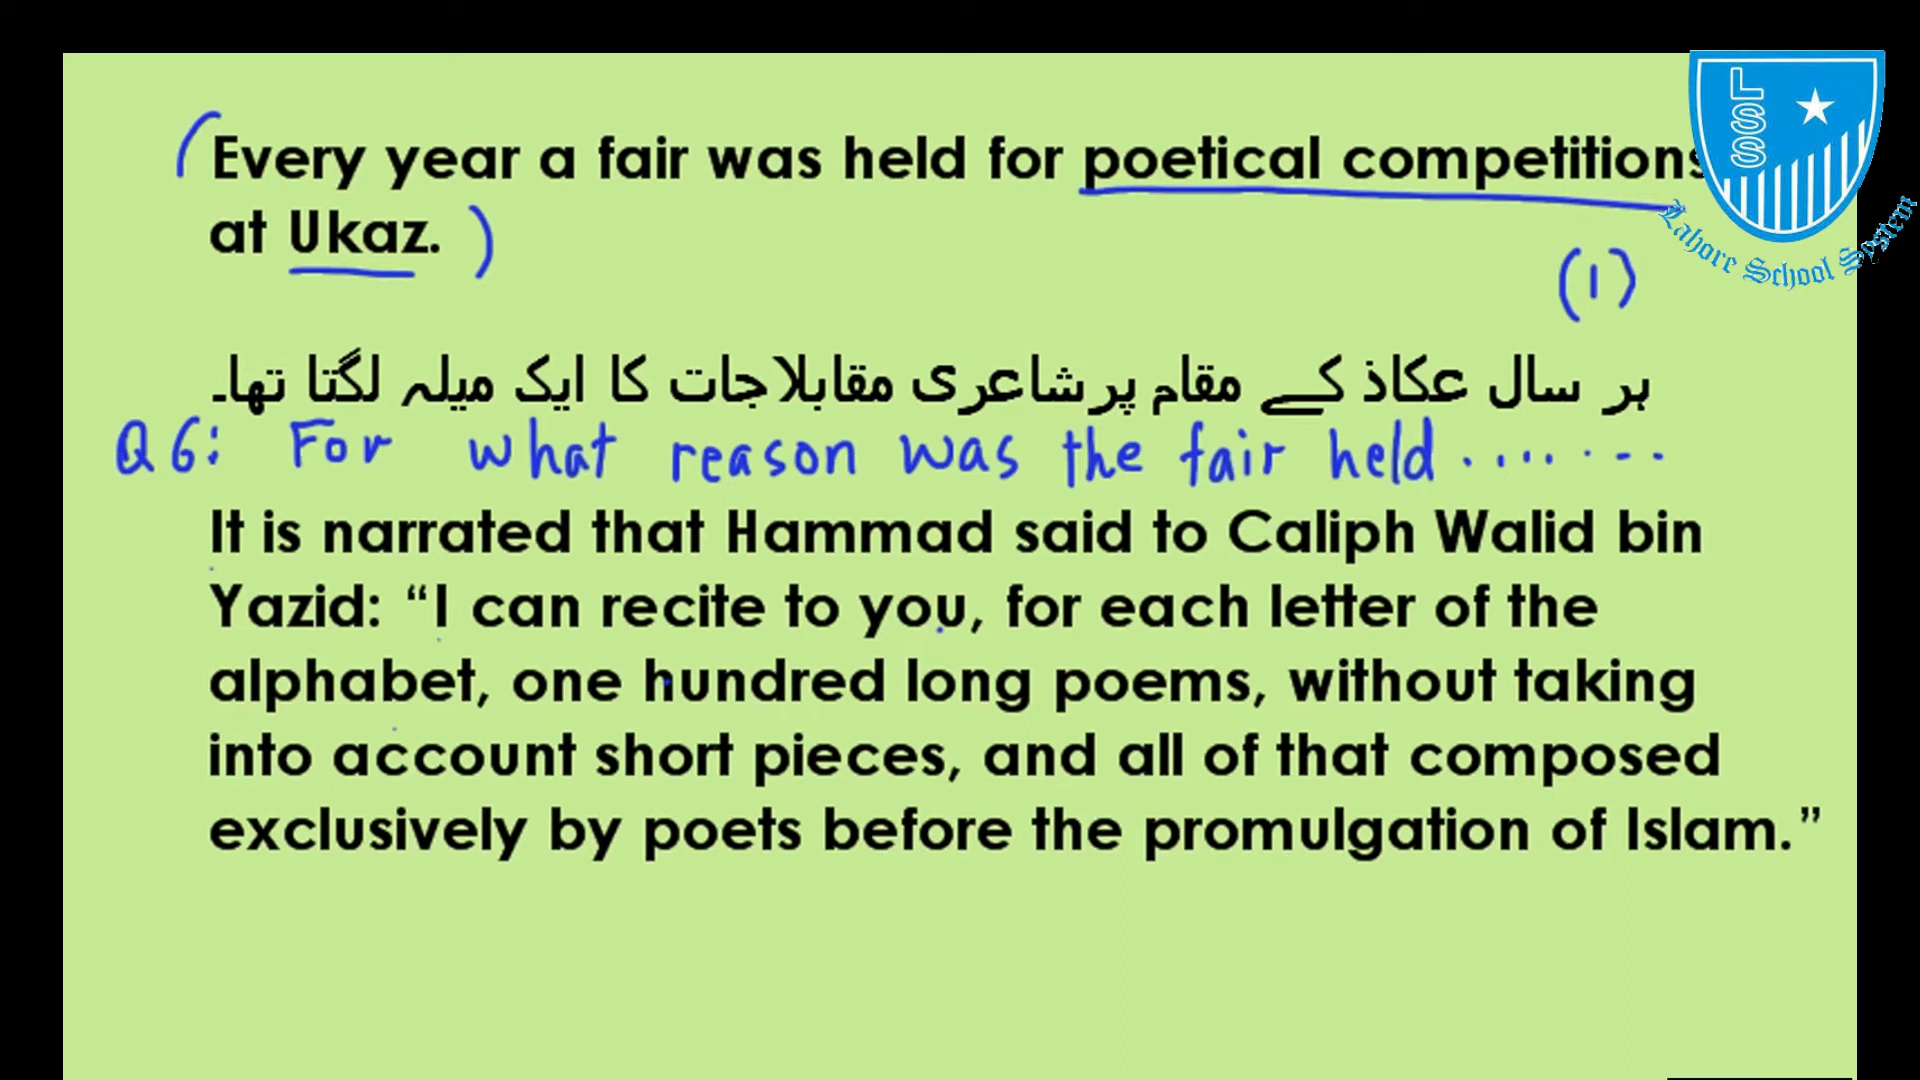 Every year a fair was held for poetical competitions
at Ukaz.
(1)
ہر سال عکاذ کے مقام پرشاعری مقابلاجات کا ایک میلہ لگتا تھا۔
Q6: For what reason was the fair held..........
It is narrated that Hammad said to Caliph Walid bin
Yazid: “I can recite to you, for each letter of the
alphabet, one hundred long poems, without taking
into account short pieces, and all of that composed
exclusively by poets before the promulgation of Islam.”
LSS
Lahore School System